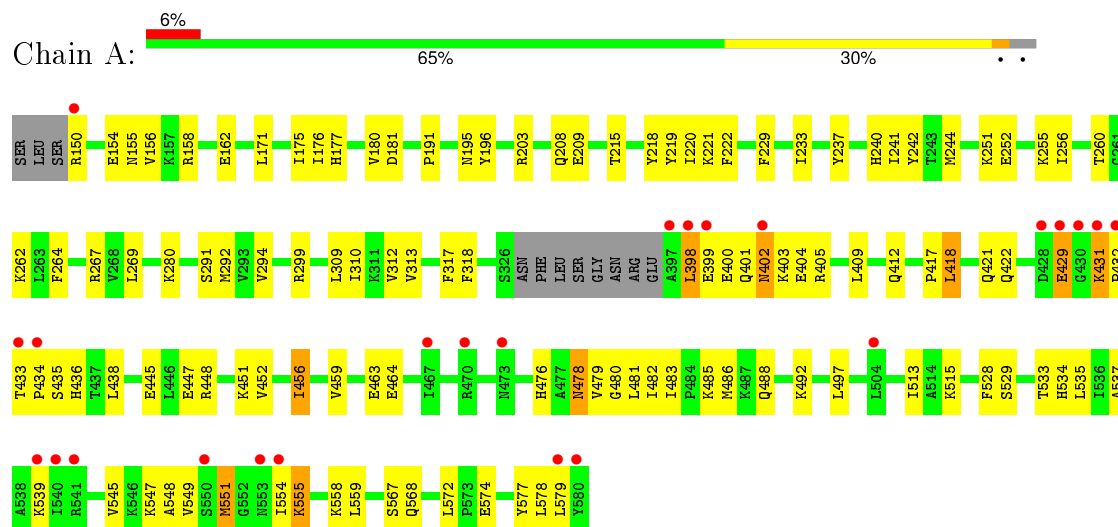 6%
Chain A:
65% 30% • •
SER LEU SER R150 E154 N155 V156 K157 R158 E162 L171 I175 I176 H177 V180 D181 P191 N195 Y196 R203 Q208 E209 T215 Y218 Y219 I220 K221 F222 F229 I233 Y237 H240 I241 Y242 T243 M244 K251 E252 K255 I256 T260 G261
K262 L263 F264 R267 V268 L269 K280 S291 M292 V293 V294 R299 L309 I310 K311 V312 V313 F317 F318 S326 ASN PHE LEU SER GLY ASN ARG GLU A397 L398 E399 E400 Q401 N402 K403 E404 R405 L409 Q412 P417 L418 Q421 Q422 D428 E429 G430 K431 P432
T433 P434 S435 H436 T437 L438 E445 L446 E447 R448 K451 V452 I456 V459 E463 E464 I467 R470 N473 H476 A477 N478 V479 G480 L481 I482 I483 P484 K485 M486 K487 Q488 K492 L497 L504 I513 A514 K515 F528 S529 T533 H534 L535 I536 A537
A538 K539 I540 R541 V545 K546 K547 A548 V549 S550 M551 G552 N553 I554 K555 K558 L559 S567 Q568 L572 P573 E574 Y577 L578 L579 Y580